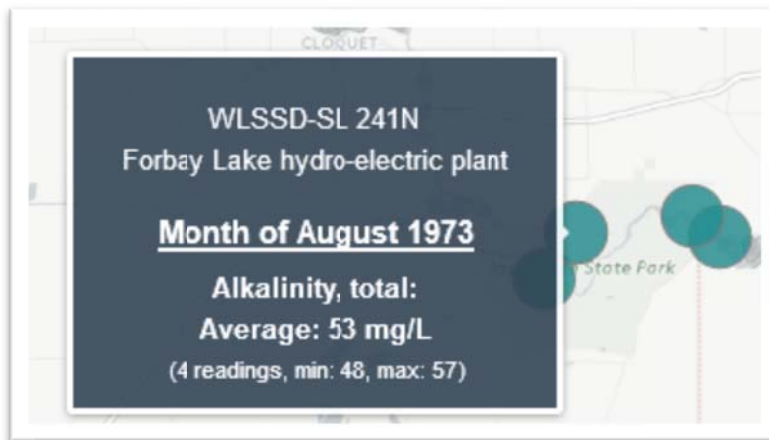 CLOQUET
WLSSD-SL 241N
Forbay Lake hydro-electric plant
Month of August 1973
Alkalinity, total:
Average: 53 mg/L
(4 readings, min: 48, max: 57)
State Park